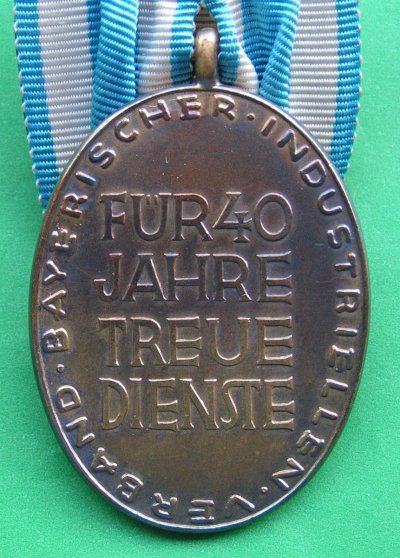 VERBAND · BAYERISCHER · INDUSTRIELLEN ·
FÜR 40
JAHRE
TREUE
DIENSTE